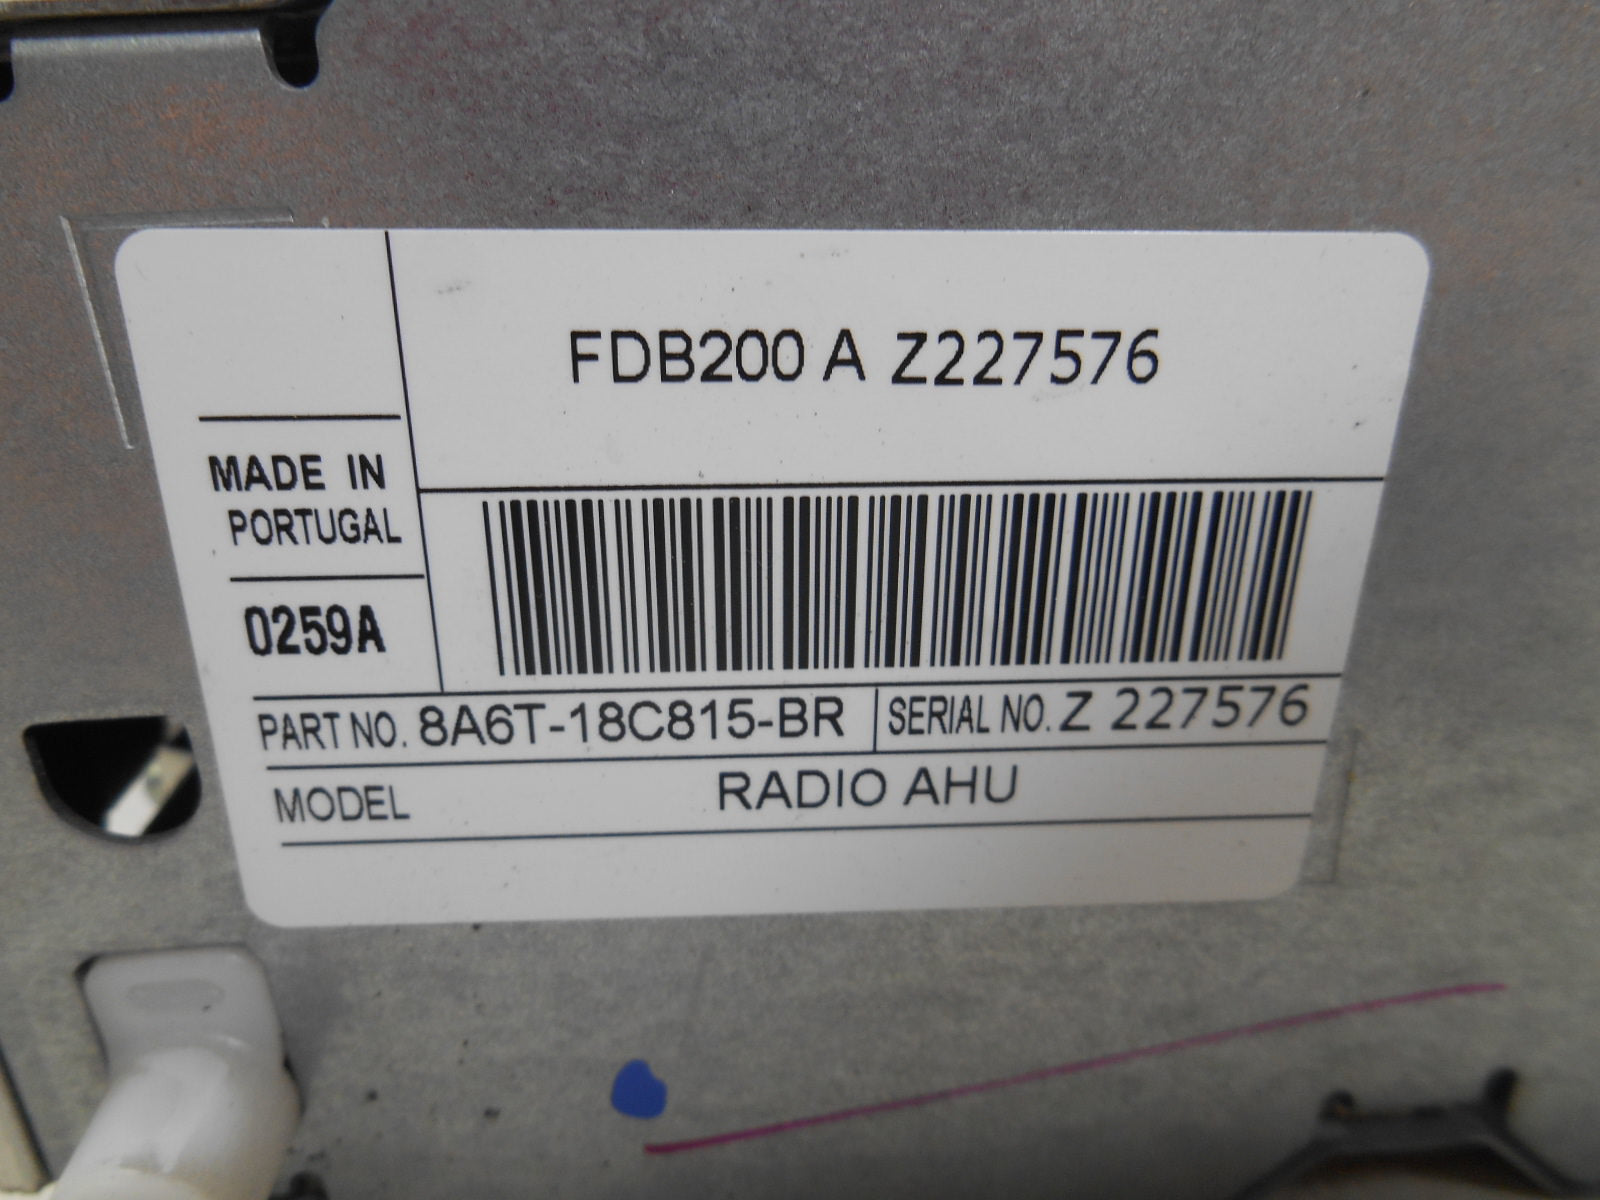 FDB200 A Z227576
MADE IN
PORTUGAL
0259A
PART NO. 8A6T-18C815-BR
SERIAL NO. Z 227576
MODEL RADIO AHU